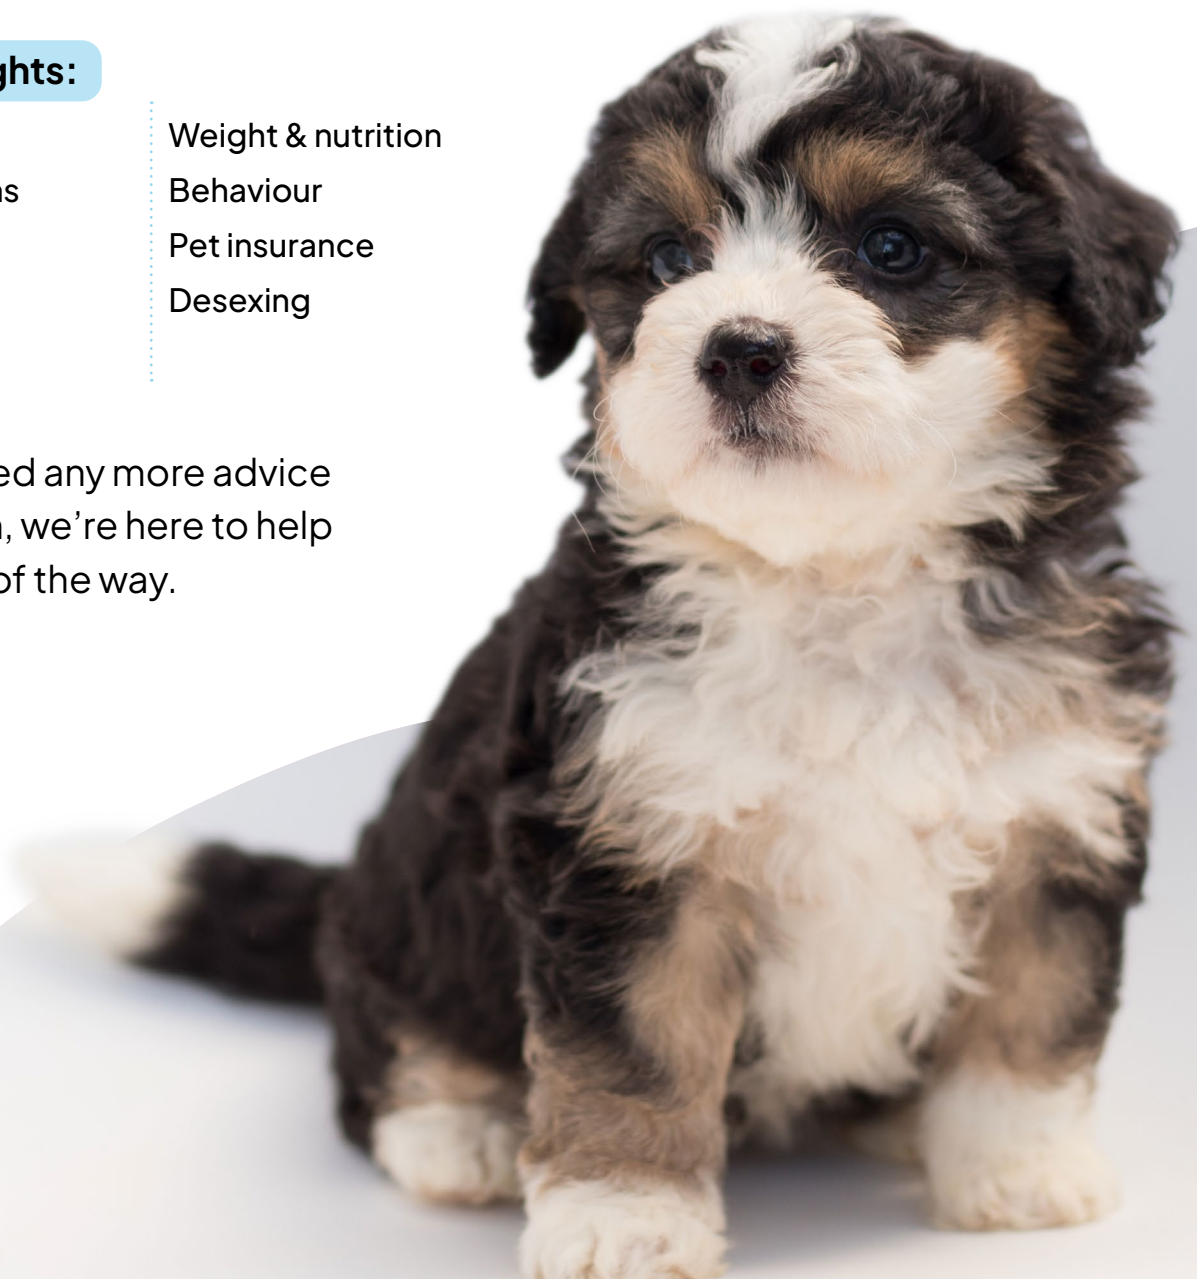 ghts:
Weight & nutrition
ns
Behaviour
Pet insurance
Desexing
ed any more advice
, we're here to help
of the way.